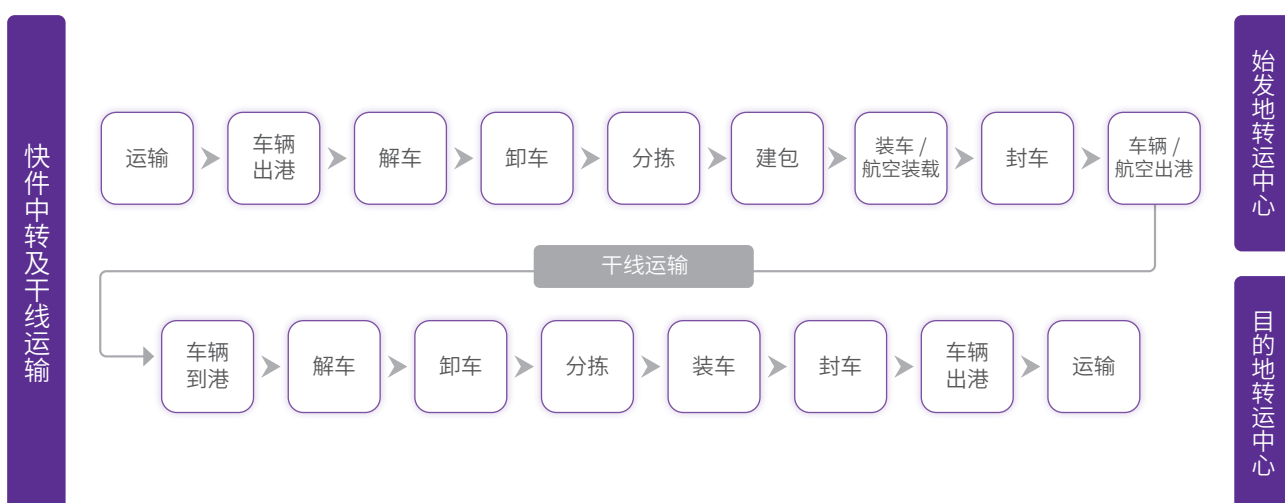 快件中转及干线运输
运输
车辆
出港
解车
卸车
分拣
建包
装车 /
航空装载
封车
车辆 /
航空出港
始发地转运中心
干线运输
车辆
到港
解车
卸车
分拣
装车
封车
车辆
出港
运输
目的地转运中心